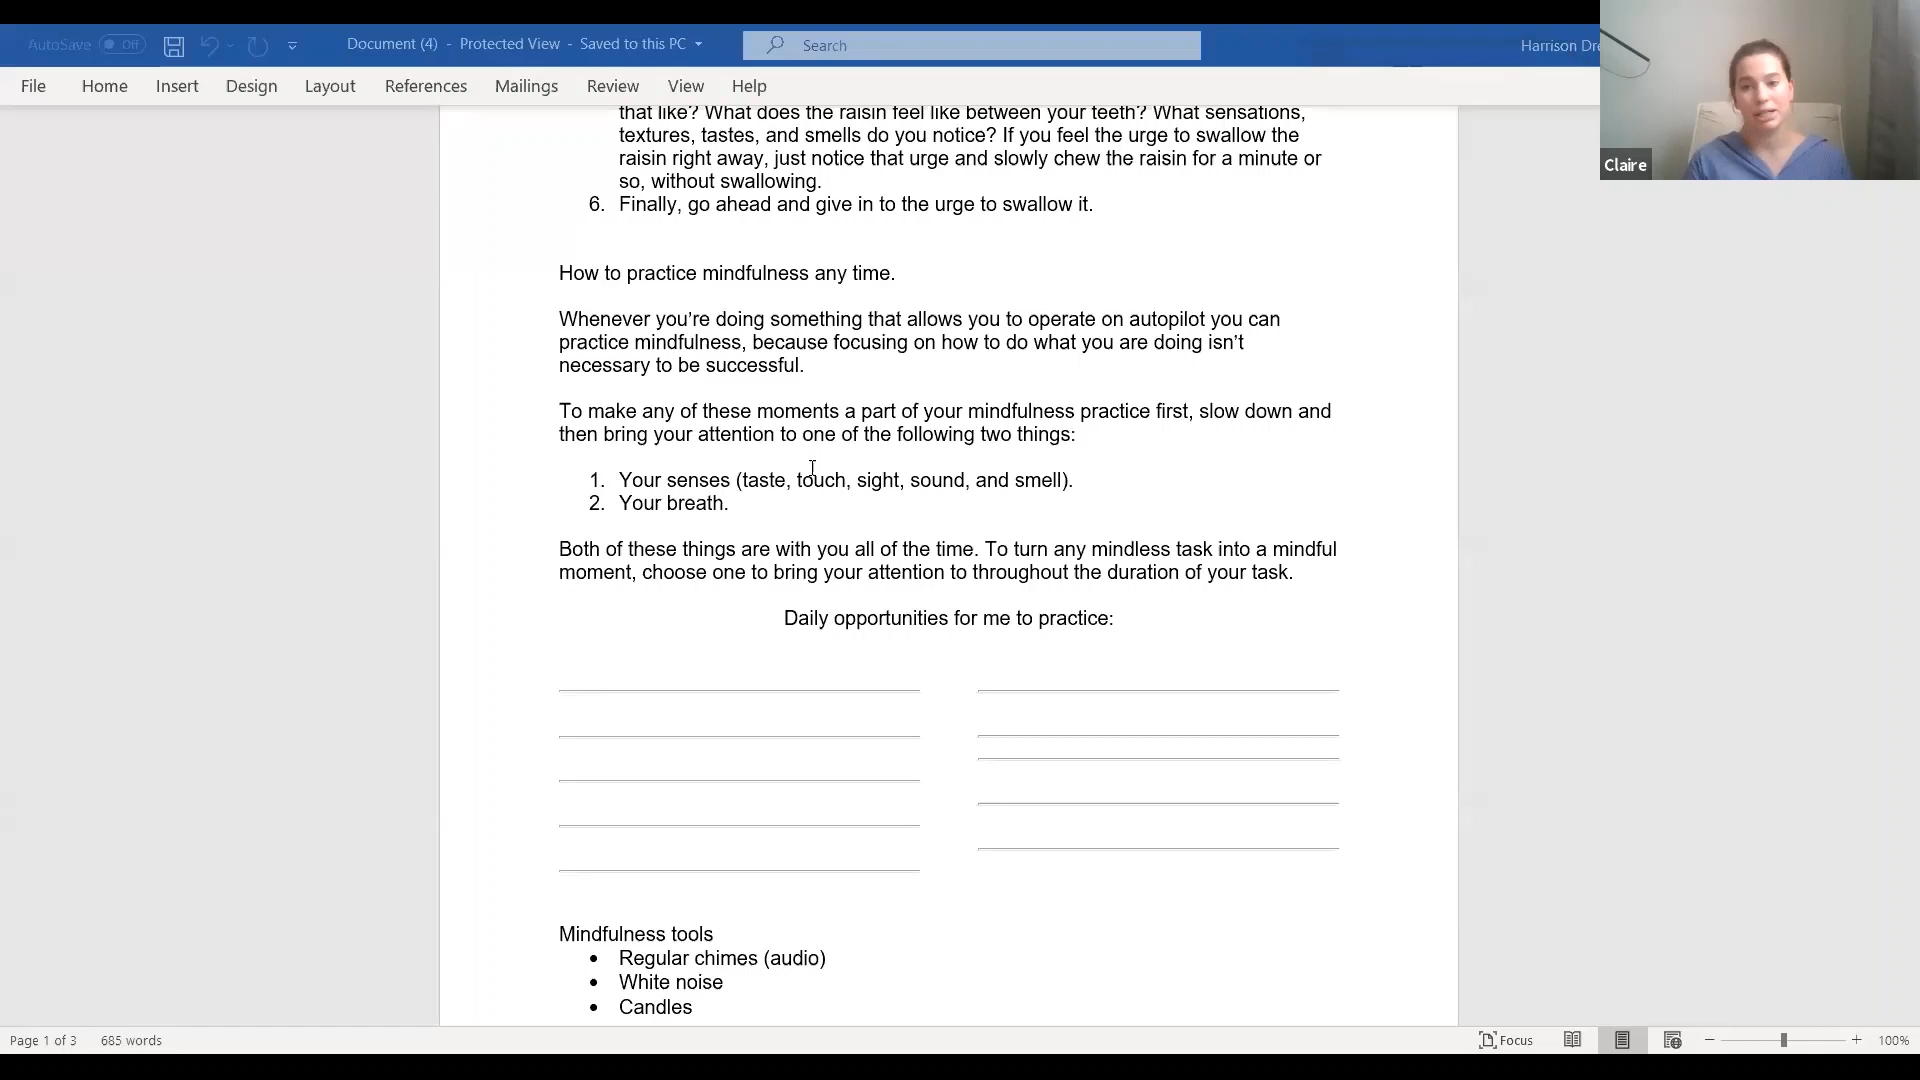 AutoSave Off Document (4) - Protected View - Saved to this PC Search Harrison Dre
File Home Insert Design Layout References Mailings Review View Help
Claire
that like? What does the raisin feel like between your teeth? What sensations,
textures, tastes, and smells do you notice? If you feel the urge to swallow the
raisin right away, just notice that urge and slowly chew the raisin for a minute or
so, without swallowing.
6. Finally, go ahead and give in to the urge to swallow it.
How to practice mindfulness any time.
Whenever you’re doing something that allows you to operate on autopilot you can
practice mindfulness, because focusing on how to do what you are doing isn’t
necessary to be successful.
To make any of these moments a part of your mindfulness practice first, slow down and
then bring your attention to one of the following two things:
1. Your senses (taste, touch, sight, sound, and smell).
2. Your breath.
Both of these things are with you all of the time. To turn any mindless task into a mindful
moment, choose one to bring your attention to throughout the duration of your task.
Daily opportunities for me to practice:
Mindfulness tools
• Regular chimes (audio)
• White noise
• Candles
Page 1 of 3 685 words Focus 100%